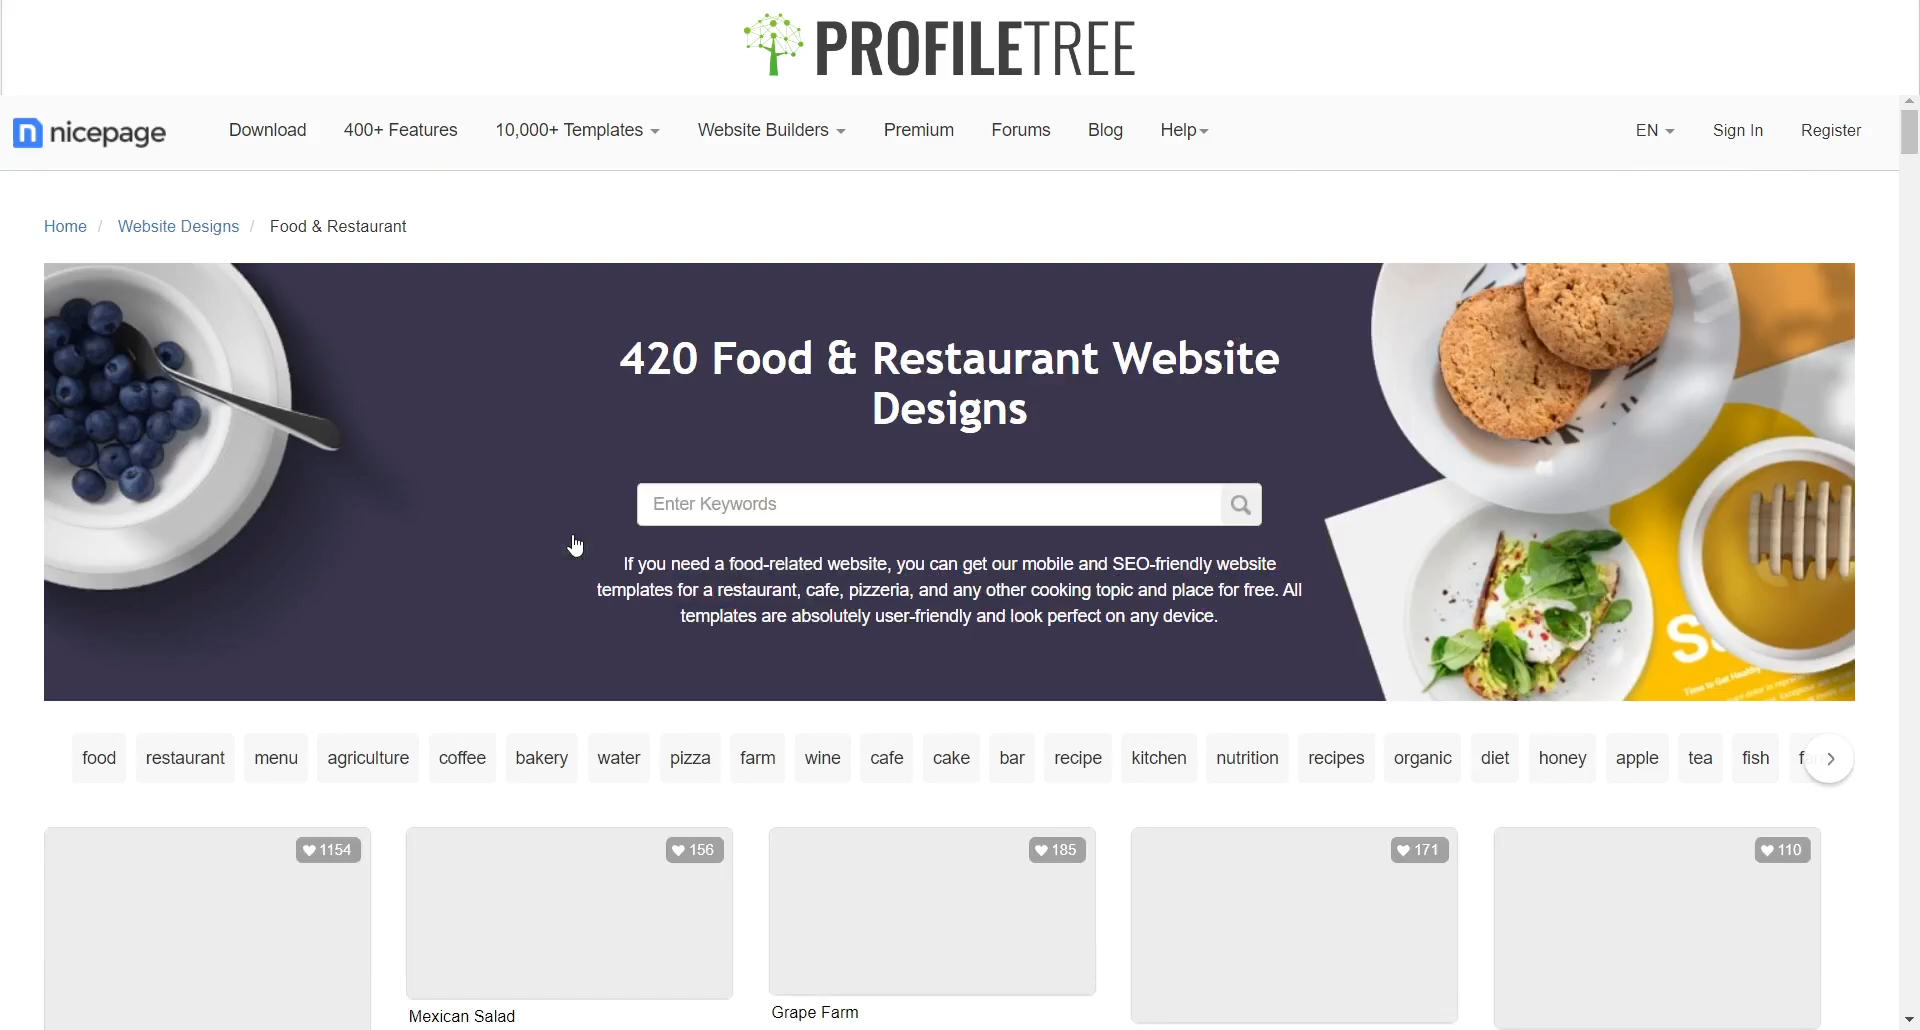 PROFILETREE
nicepage
Download
400+ Features
10,000+ Templates
Website Builders
Premium
Forums
Blog
Help
EN
Sign In
Register
Home / Website Designs / Food & Restaurant
420 Food & Restaurant Website
Designs
Enter Keywords
If you need a food-related website, you can get our mobile and SEO-friendly website
templates for a restaurant, cafe, pizzeria, and any other cooking topic and place for free. All
templates are absolutely user-friendly and look perfect on any device.
food
restaurant
menu
agriculture
coffee
bakery
water
pizza
farm
wine
cafe
cake
bar
recipe
kitchen
nutrition
recipes
organic
diet
honey
apple
tea
fish
1154
156
185
171
110
Mexican Salad
Grape Farm